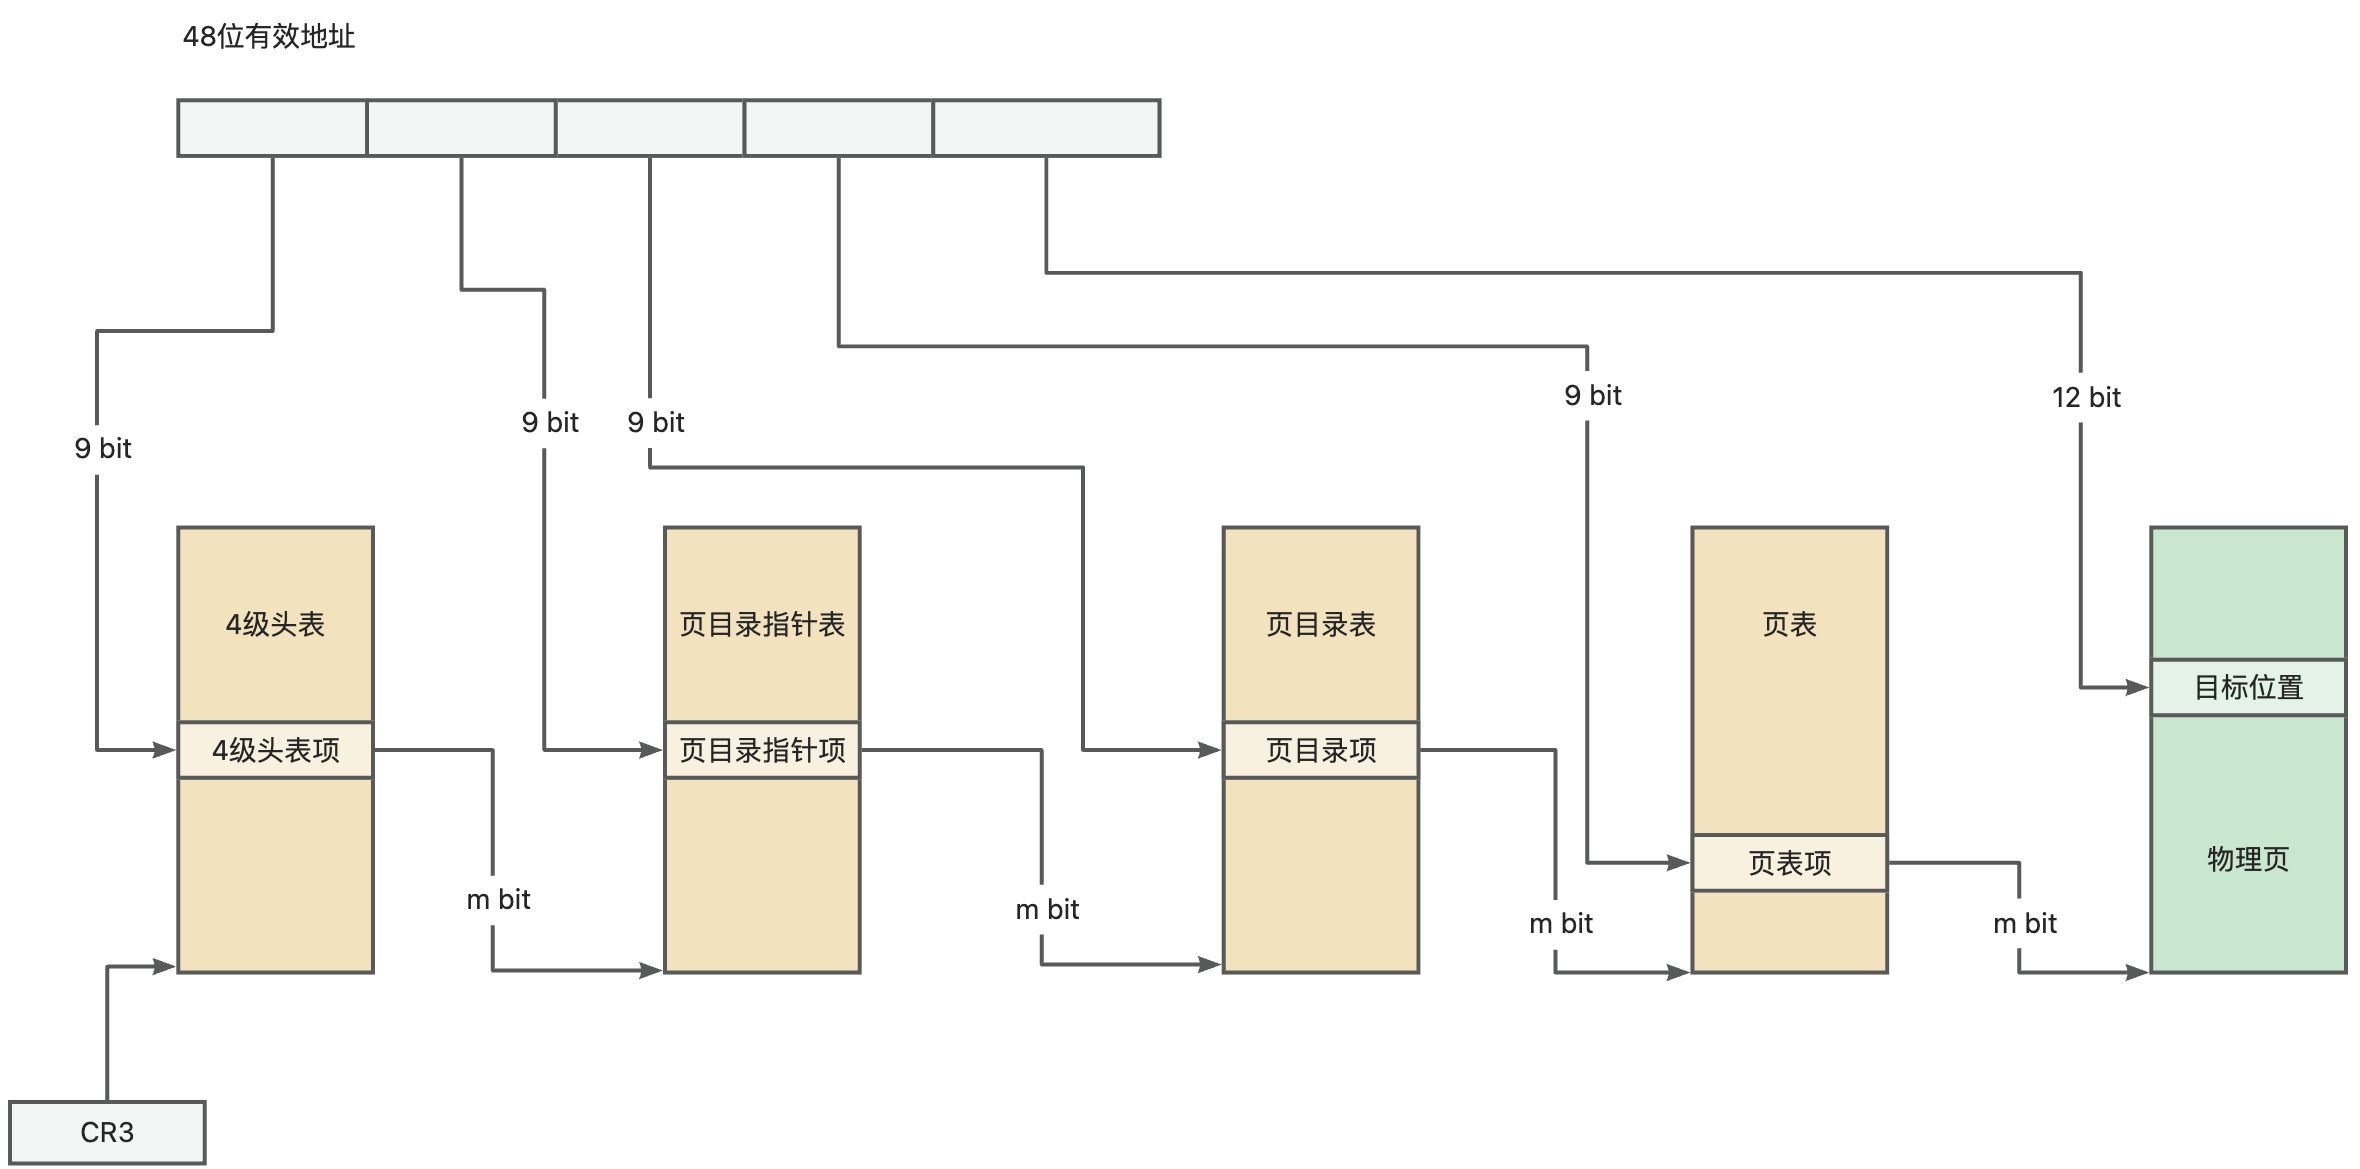 48位有效地址
9 bit
9 bit
9 bit
9 bit
12 bit
4级头表
4级头表项
页目录指针表
页目录指针项
页目录表
页目录项
页表
页表项
目标位置
物理页
m bit
m bit
m bit
m bit
CR3